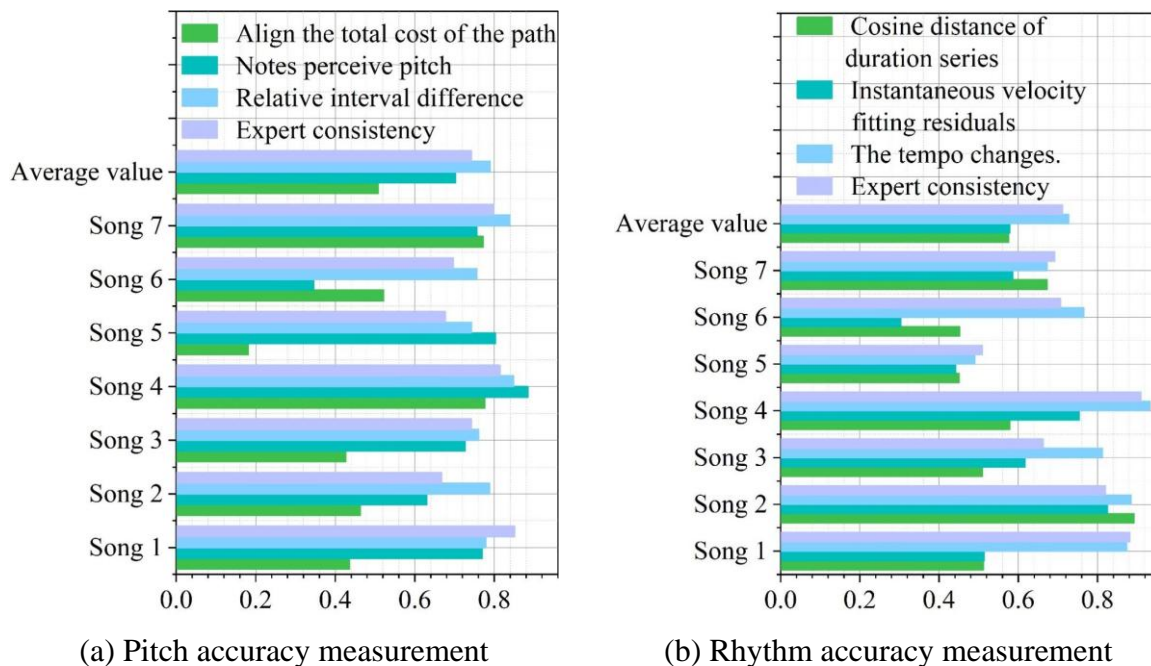 Align the total cost of the path
Notes perceive pitch
Relative interval difference
Expert consistency
Average value
Song 7
Song 6
Song 5
Song 4
Song 3
Song 2
Song 1
0.0 0.2 0.4 0.6 0.8
(a) Pitch accuracy measurement
Cosine distance of
duration series
Instantaneous velocity
fitting residuals
The tempo changes.
Expert consistency
Average value
Song 7
Song 6
Song 5
Song 4
Song 3
Song 2
Song 1
0.0 0.2 0.4 0.6 0.8
(b) Rhythm accuracy measurement